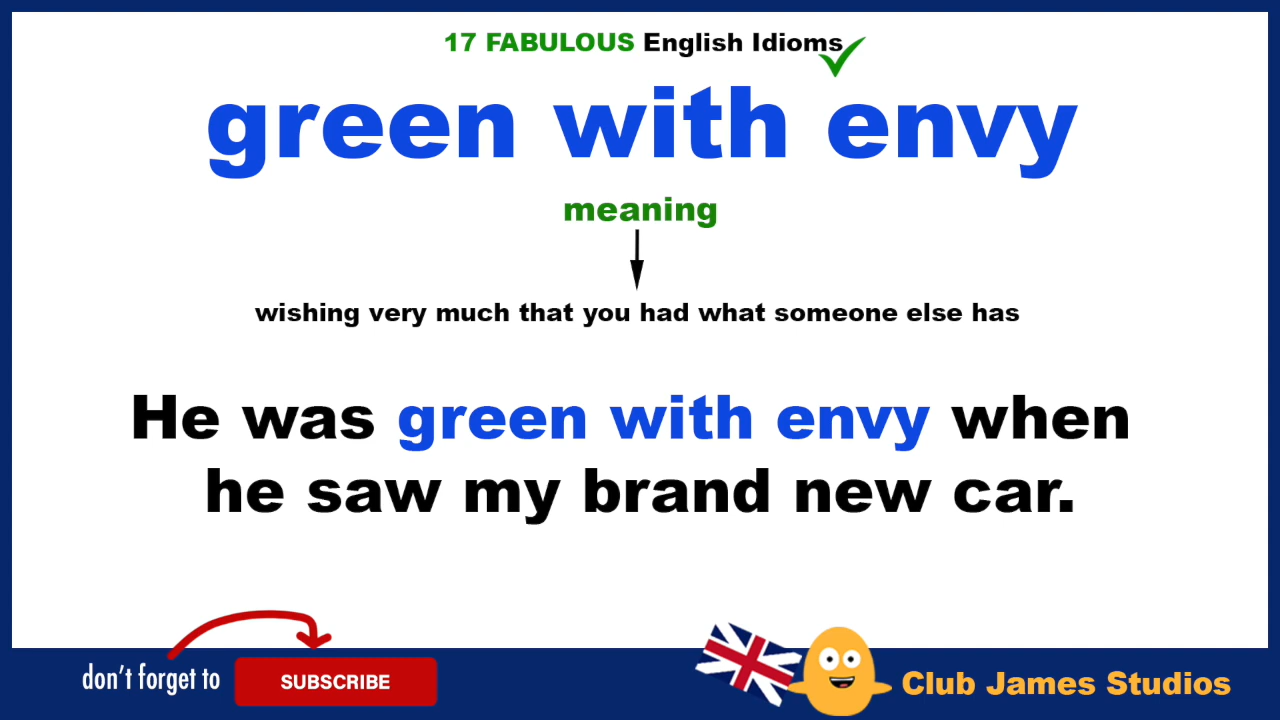 17 FABULOUS English Idioms
green with envy
meaning
wishing very much that you had what someone else has
He was green with envy when
he saw my brand new car.
don't forget to
SUBSCRIBE
Club James Studios